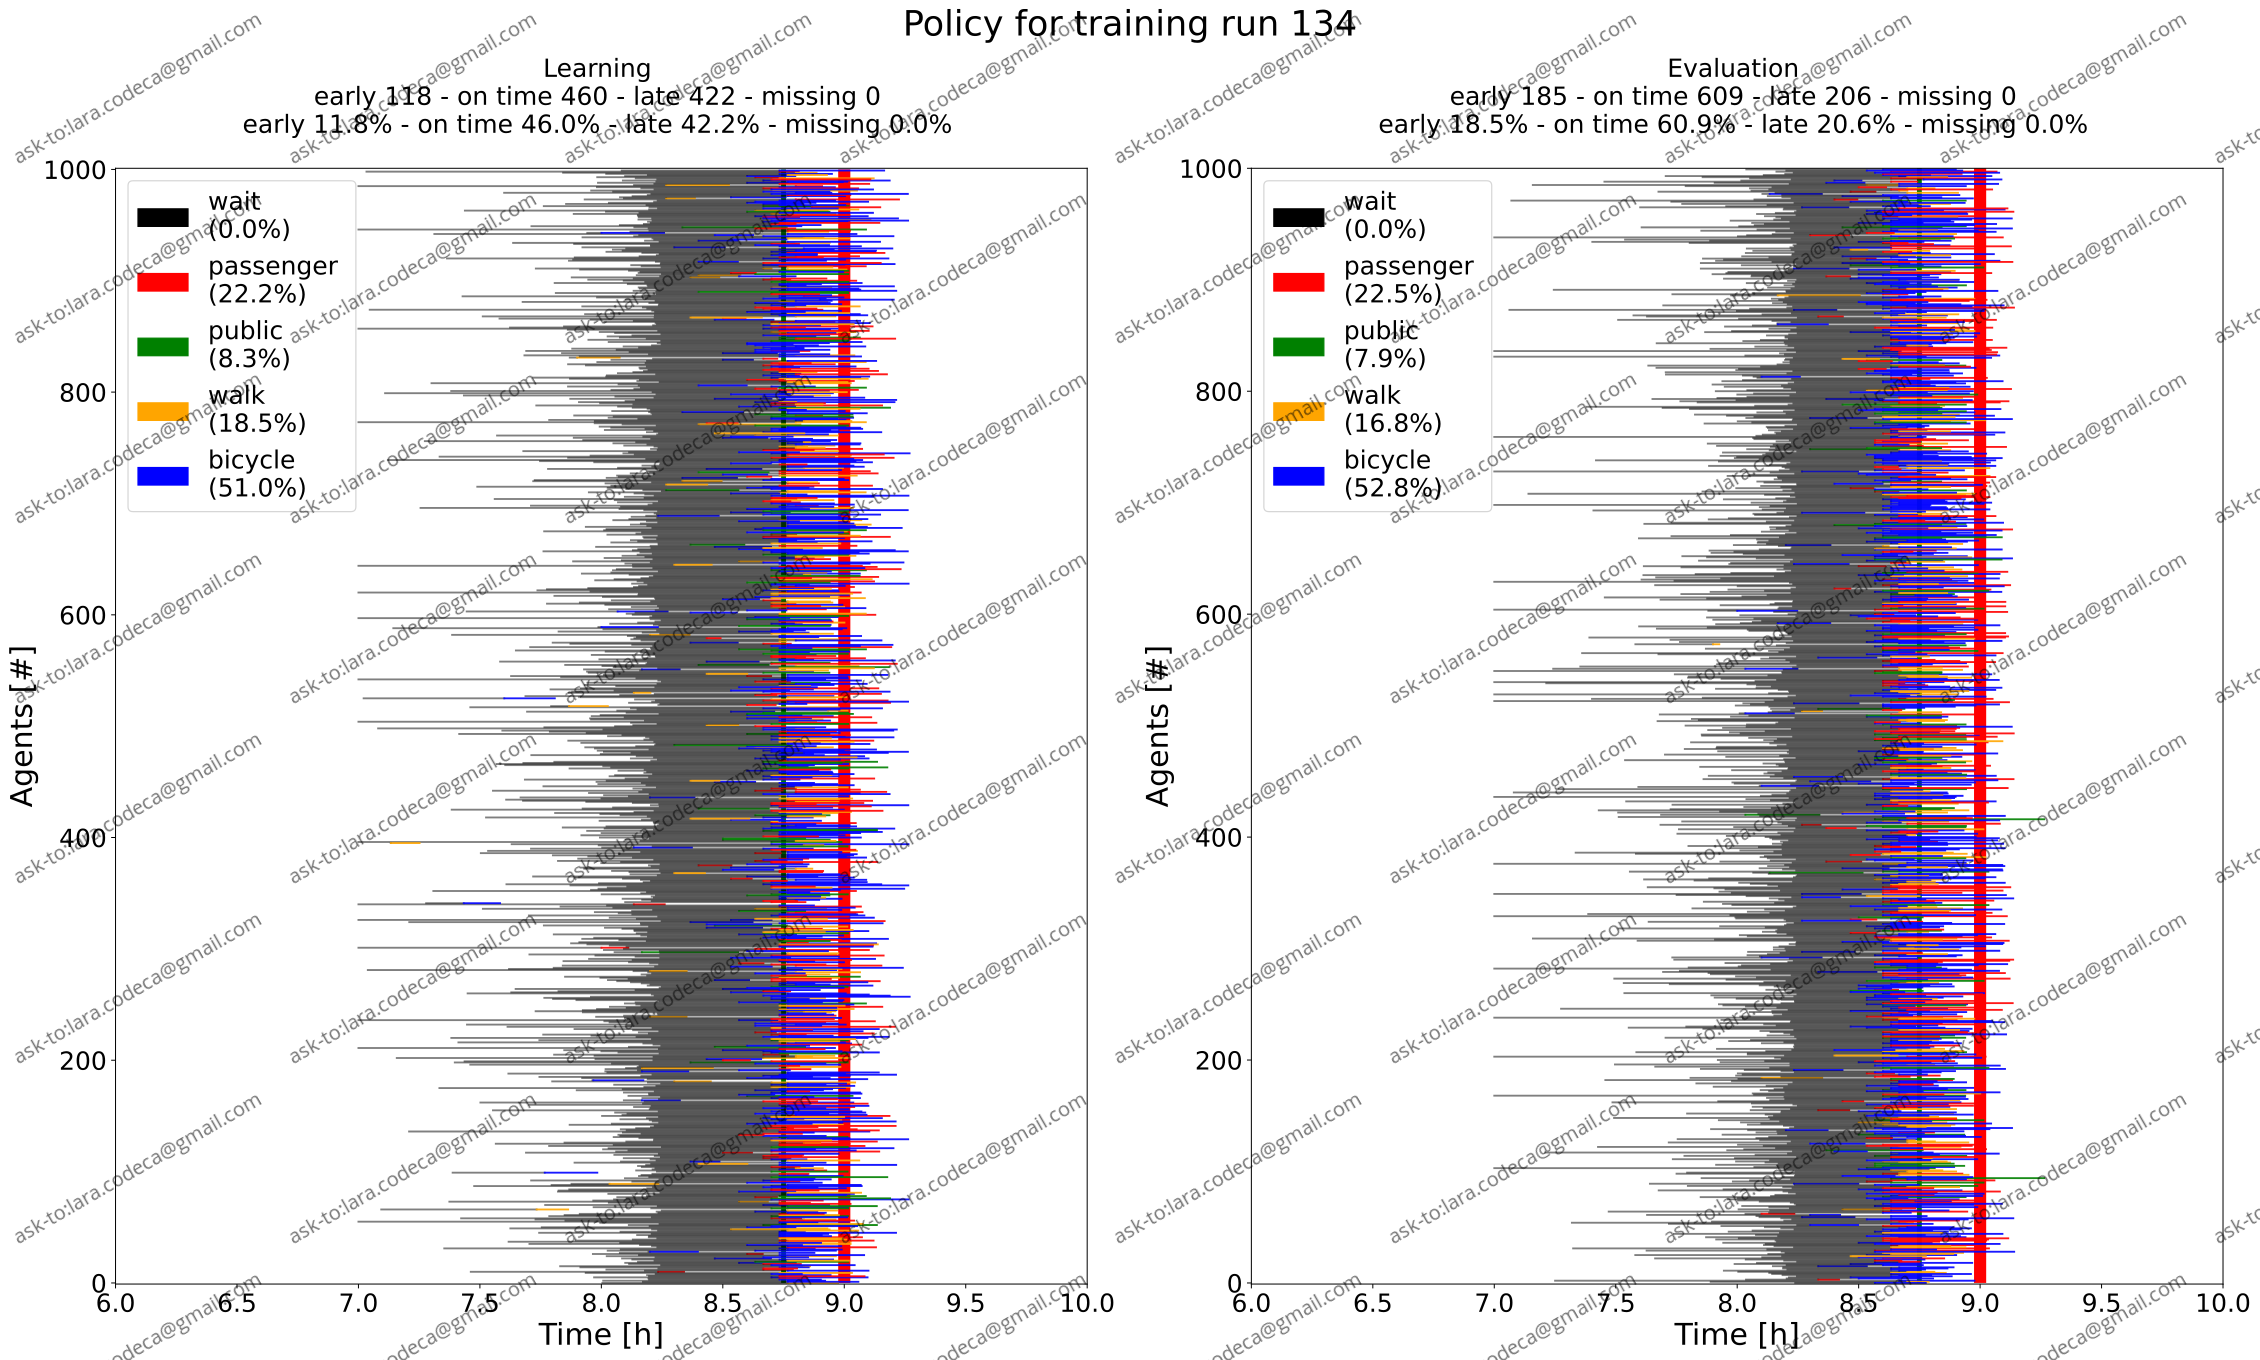 Policy for training run 134
Learning
early 118 - on time 460 - late 422 - missing 0
early 11.8% - on time 46.0% - late 42.2% - missing 0.0%
Agents [#]
1000
800
600
400
200
0
wait
(0.0%)
passenger
(22.2%)
public
(8.3%)
walk
(18.5%)
bicycle
(51.0%)
6.0 6.5 7.0 7.5 8.0 8.5 9.0 9.5 10.0
Time [h]
Evaluation
early 185 - on time 609 - late 206 - missing 0
early 18.5% - on time 60.9% - late 20.6% - missing 0.0%
Agents [#]
1000
800
600
400
200
0
wait
(0.0%)
passenger
(22.5%)
public
(7.9%)
walk
(16.8%)
bicycle
(52.8%)
6.0 6.5 7.0 7.5 8.0 8.5 9.0 9.5 10.0
Time [h]
ask-to:lara.codeca@gmail.com